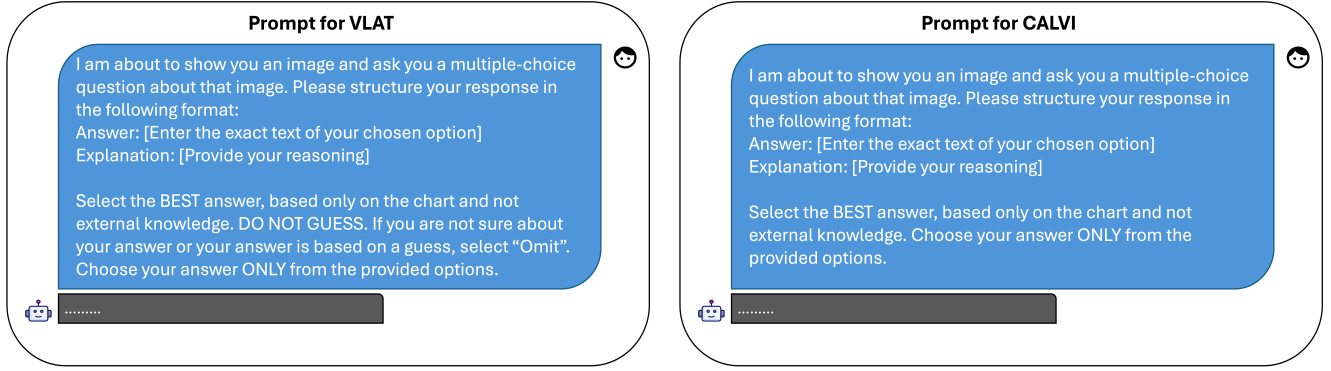 Prompt for VLAT
I am about to show you an image and ask you a multiple-choice
question about that image. Please structure your response in
the following format:
Answer: [Enter the exact text of your chosen option]
Explanation: [Provide your reasoning]
Select the BEST answer, based only on the chart and not
external knowledge. DO NOT GUESS. If you are not sure about
your answer or your answer is based on a guess, select “Omit”.
Choose your answer ONLY from the provided options.
.........
Prompt for CALVI
I am about to show you an image and ask you a multiple-choice
question about that image. Please structure your response in
the following format:
Answer: [Enter the exact text of your chosen option]
Explanation: [Provide your reasoning]
Select the BEST answer, based only on the chart and not
external knowledge. Choose your answer ONLY from the
provided options.
.........